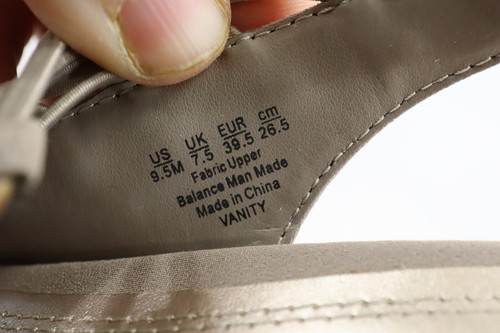 US UK EUR cm
9.5M 7.5 39.5 26.5
Fabric Upper
Balance Man Made
Made in China
VANITY